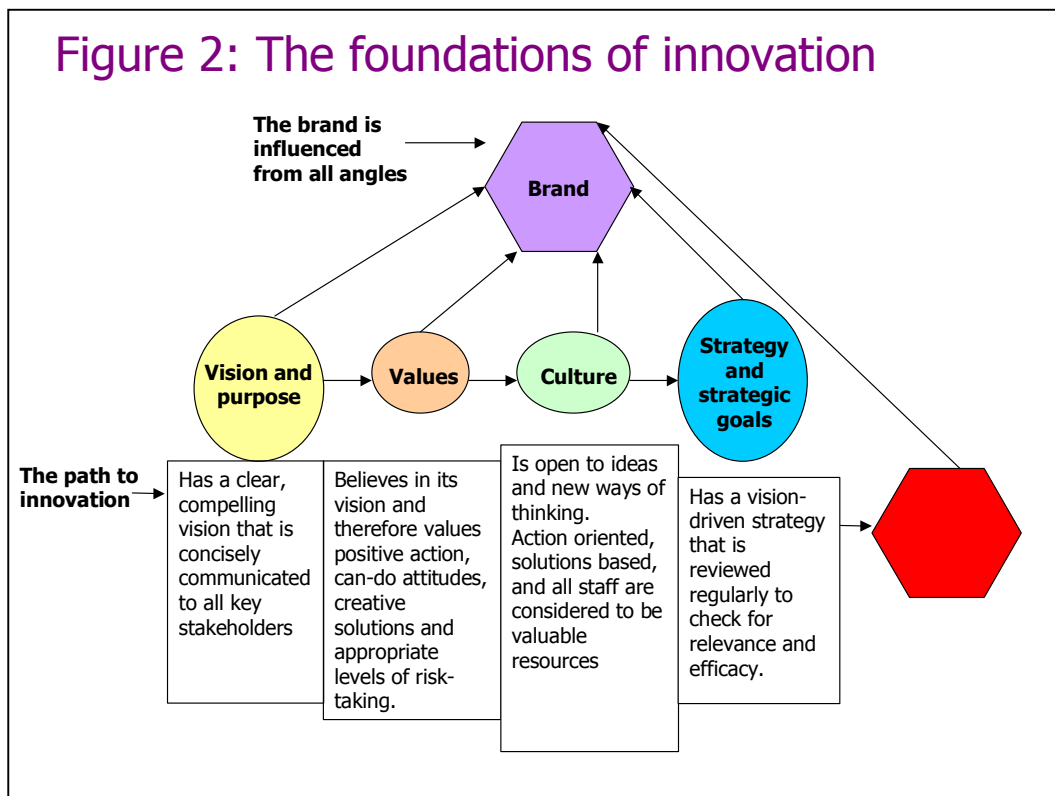 Figure 2: The foundations of innovation
The brand is
influenced
from all angles
Brand
Vision and
purpose
Values
Culture
Strategy
and
strategic
goals
The path to
innovation
Has a clear,
compelling
vision that is
concisely
communicated
to all key
stakeholders
Believes in its
vision and
therefore values
positive action,
can-do attitudes,
creative
solutions and
appropriate
levels of risk-
taking.
Is open to ideas
and new ways of
thinking.
Action oriented,
solutions based,
and all staff are
considered to be
valuable
resources
Has a vision-
driven strategy
that is
reviewed
regularly to
check for
relevance and
efficacy.